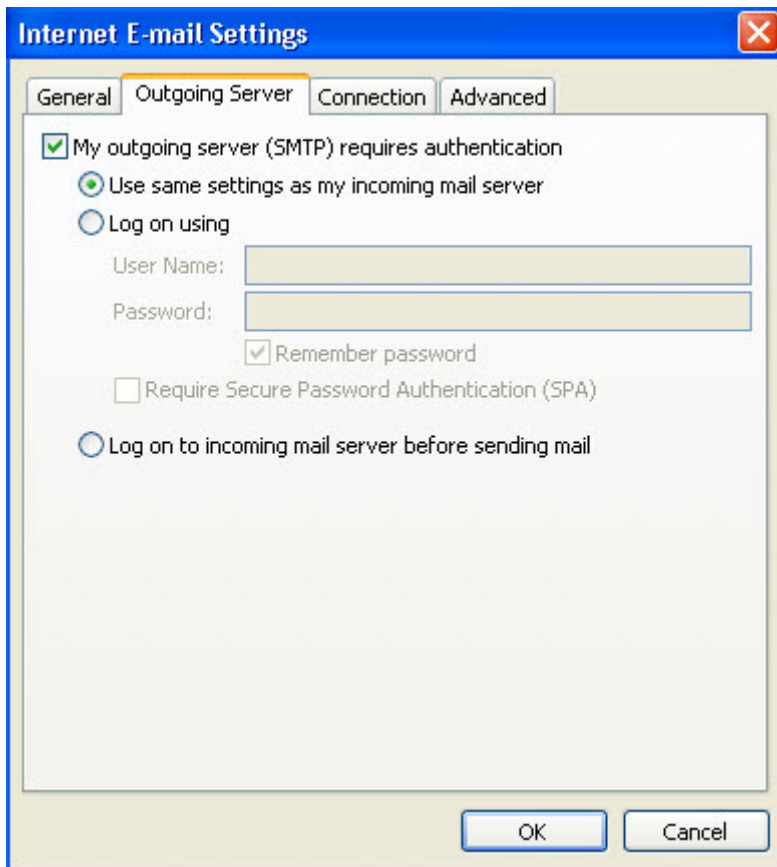 Internet E-mail Settings
General Outgoing Server Connection Advanced
My outgoing server (SMTP) requires authentication
Use same settings as my incoming mail server
Log on using
User Name:
Password:
Remember password
Require Secure Password Authentication (SPA)
Log on to incoming mail server before sending mail
OK Cancel